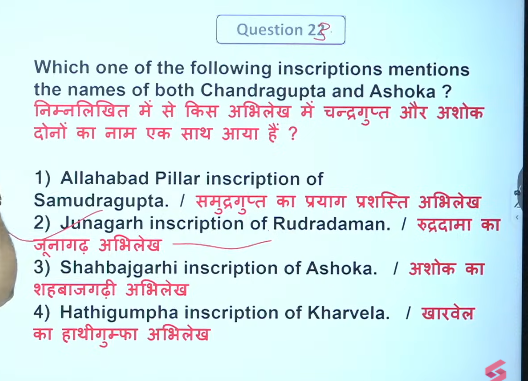 Question 223
Which one of the following inscriptions mentions
the names of both Chandragupta and Ashoka ?
निम्नलिखित में से किस अभिलेख में चन्द्रगुप्त और अशोक
दोनों का नाम एक साथ आया हैं ?
1) Allahabad Pillar inscription of
Samudragupta. / समुद्रगुप्त का प्रयाग प्रशस्ति अभिलेख
2) Junagarh inscription of Rudradaman. / रुद्रदामा का
जूनागढ़ अभिलेख
3) Shahbajgarhi inscription of Ashoka. / अशोक का
शहबाजगढ़ी अभिलेख
4) Hathigumpha inscription of Kharvela. / खारवेल
का हाथीगुम्फा अभिलेख